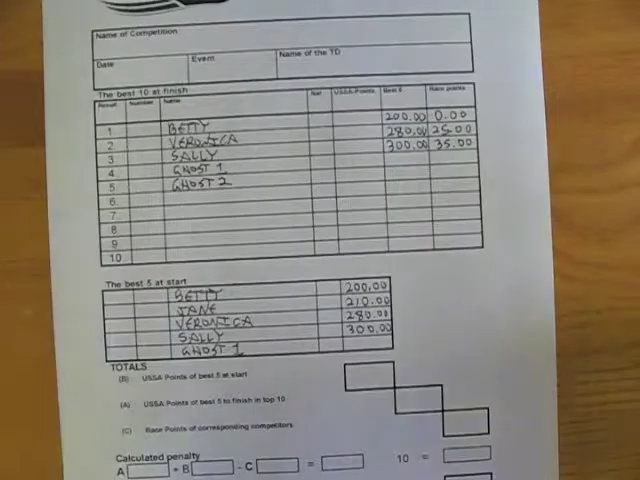 Name of Competition
Date Event Name of the TD
The best 10 at finish
Result Number Name Nat USSA-Points Best 5 Race points
1 BETTY 200.00 0.00
2 VERONICA 280.00 25.00
3 SALLY 300.00 35.00
4 GHOST 1
5 GHOST 2
6
7
8
9
10
The best 5 at start
BETTY 200.00
JANE 210.00
VERONICA 280.00
SALLY 300.00
GHOST 1
TOTALS
(B) USSA Points of best 5 at start
(A) USSA Points of best 5 to finish in top 10
(C) Race Points of corresponding competitors
Calculated penalty
A + B - C = 10 =